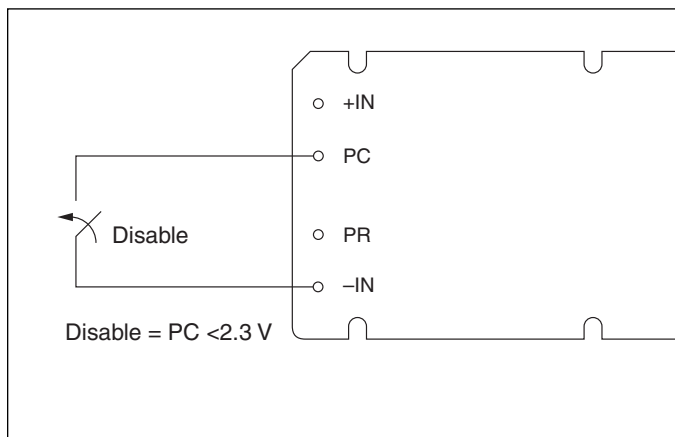 +IN
PC
Disable
PR
–IN
Disable = PC <2.3 V